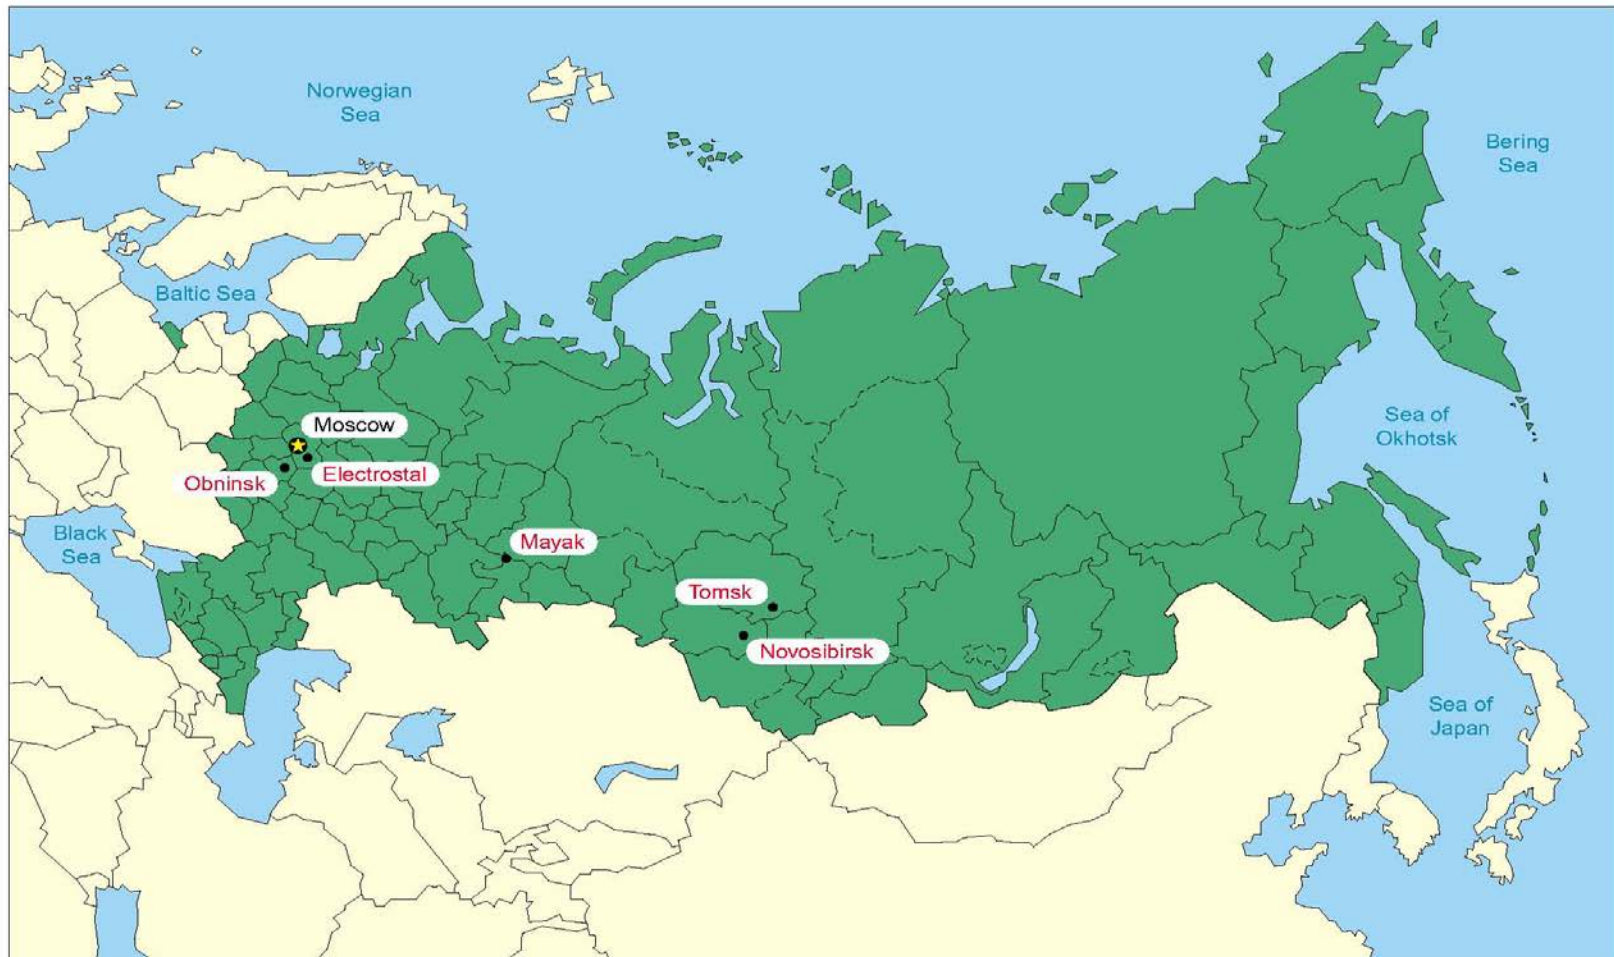 Norwegian
Sea
Bering
Sea
Baltic Sea
Moscow
Sea of
Okhotsk
Electrostal
Obninsk
Black
Sea
Mayak
Tomsk
Novosibirsk
Sea of
Japan